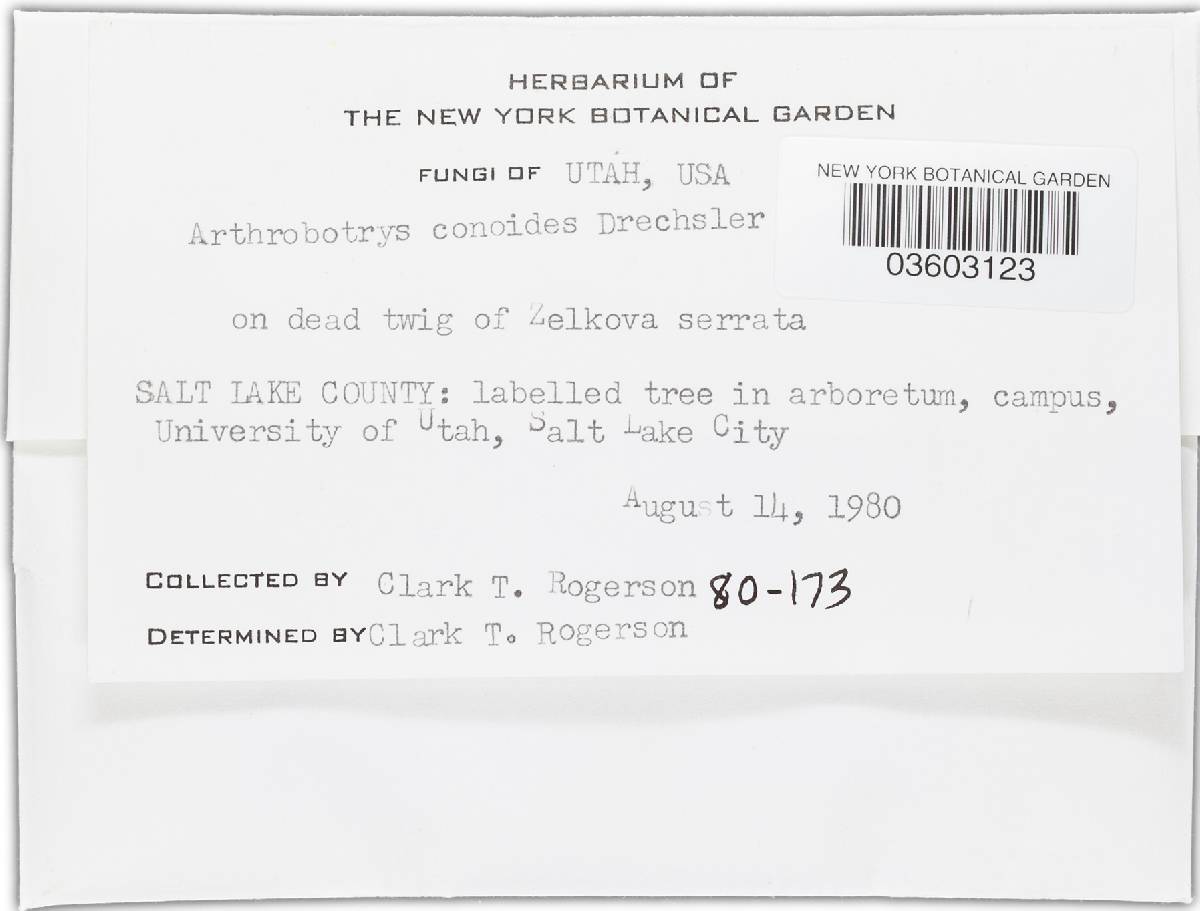 HERBARIUM OF
THE NEW YORK BOTANICAL GARDEN
FUNGI OF UTAH, USA
NEW YORK BOTANICAL GARDEN
03603123
Arthrobotrys conoides Drechsler
on dead twig of Zelkova serrata
SALT LAKE COUNTY: labelled tree in arboretum, campus,
University of Utah, Salt Lake City
August 14, 1980
COLLECTED BY Clark T. Rogerson 80-173
DETERMINED BY Clark T. Rogerson